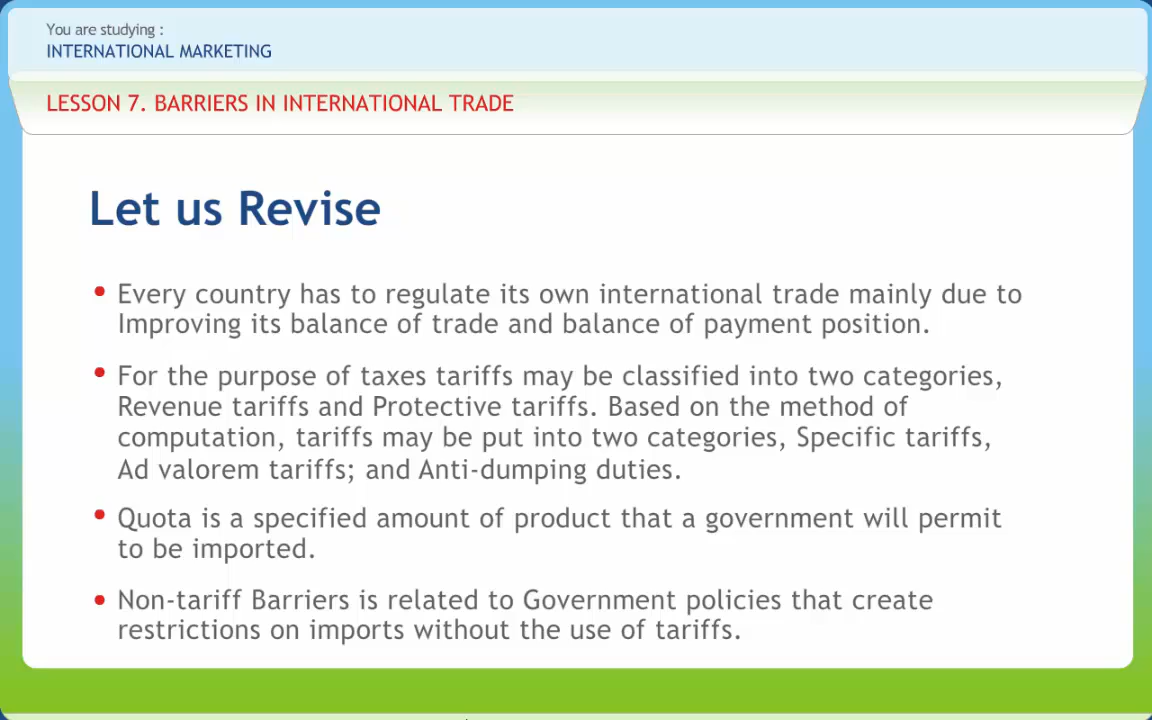 You are studying :
INTERNATIONAL MARKETING
LESSON 7. BARRIERS IN INTERNATIONAL TRADE
Let us Revise
• Every country has to regulate its own international trade mainly due to
Improving its balance of trade and balance of payment position.
• For the purpose of taxes tariffs may be classified into two categories,
Revenue tariffs and Protective tariffs. Based on the method of
computation, tariffs may be put into two categories, Specific tariffs,
Ad valorem tariffs; and Anti-dumping duties.
• Quota is a specified amount of product that a government will permit
to be imported.
• Non-tariff Barriers is related to Government policies that create
restrictions on imports without the use of tariffs.